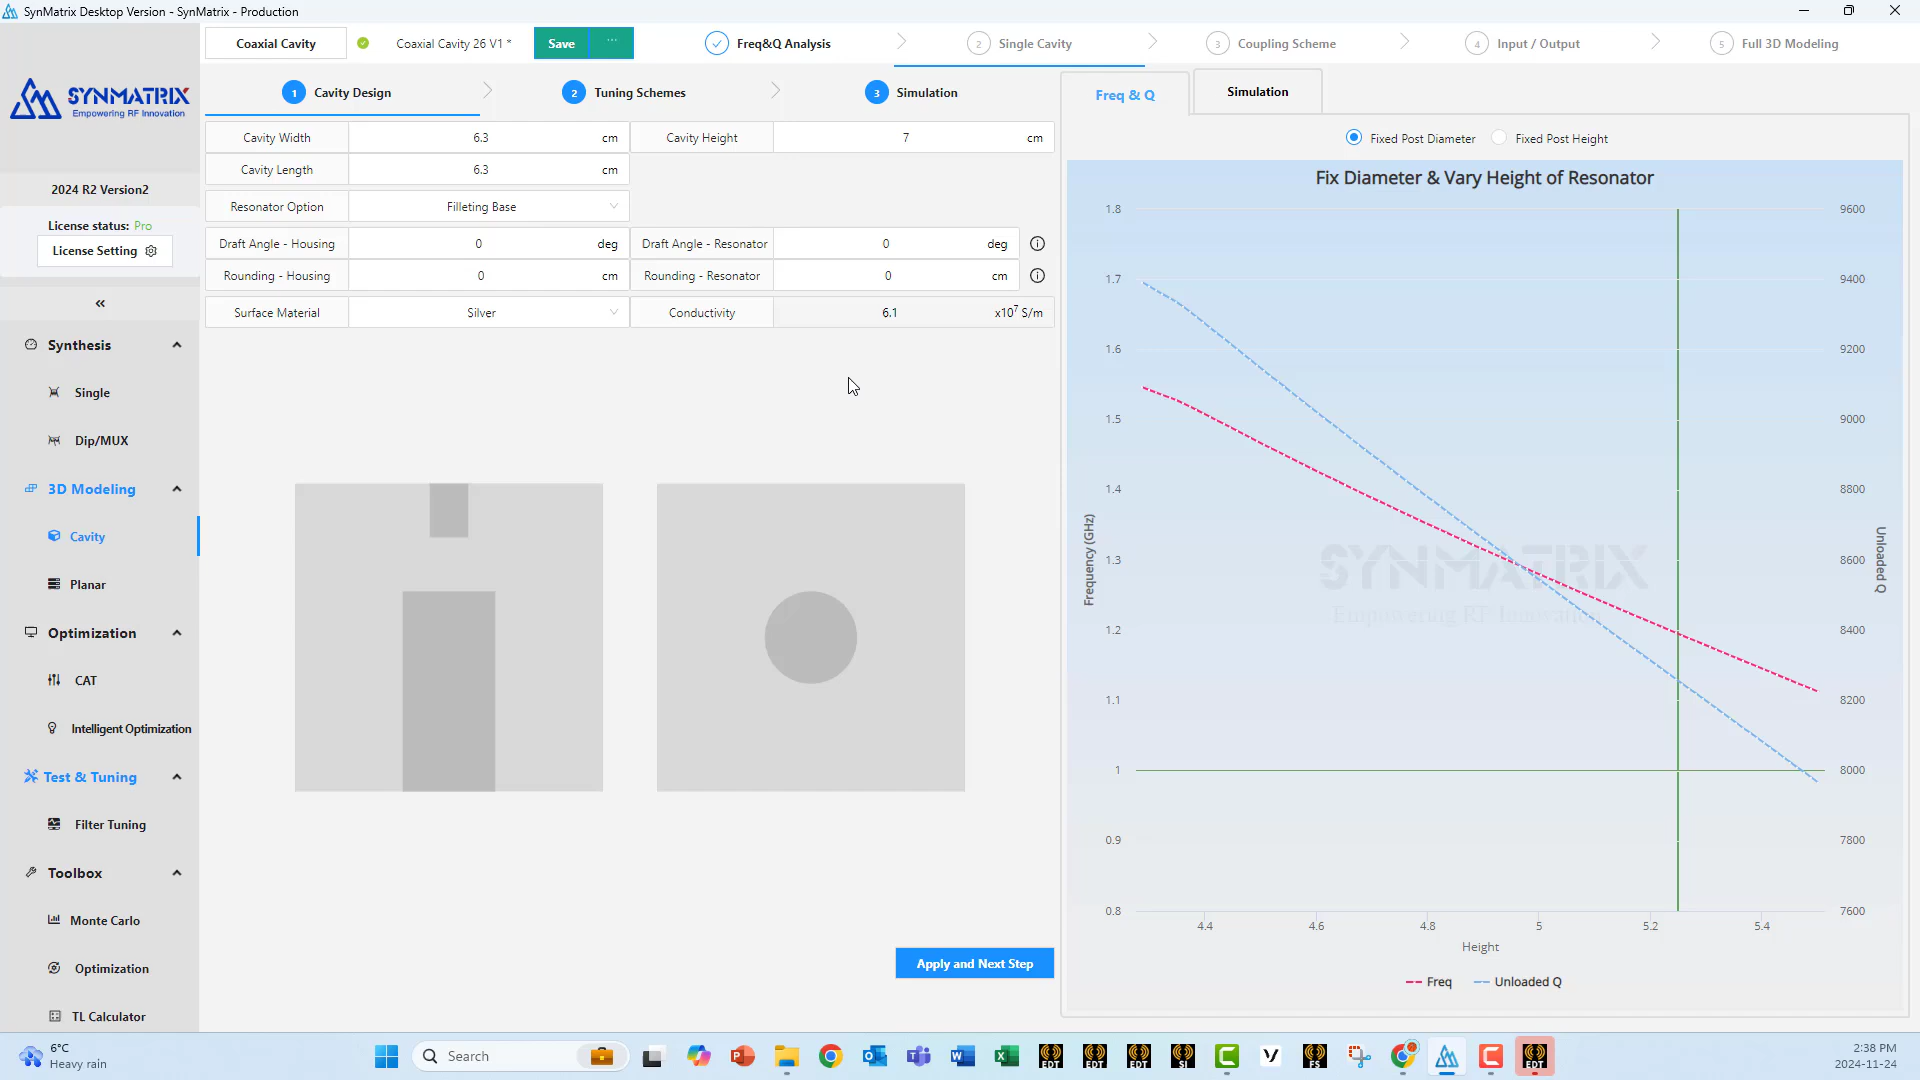 SynMatrix Desktop Version - SynMatrix - Production
SYNMATRIX
Empowering RF Innovation
2024 R2 Version2
License status: Pro
License Setting
«
Synthesis
Single
Dip/MUX
3D Modeling
Cavity
Planar
Optimization
CAT
Intelligent Optimization
Test & Tuning
Filter Tuning
Toolbox
Monte Carlo
Optimization
TL Calculator
Coaxial Cavity
Coaxial Cavity 26 V1 *
Save
...
Freq&Q Analysis
2 Single Cavity
3 Coupling Scheme
4 Input / Output
5 Full 3D Modeling
1 Cavity Design
2 Tuning Schemes
3 Simulation
Cavity Width 6.3 cm Cavity Height 7 cm
Cavity Length 6.3 cm
Resonator Option Filleting Base
Draft Angle - Housing 0 deg Draft Angle - Resonator 0 deg
Rounding - Housing 0 cm Rounding - Resonator 0 cm
Surface Material Silver Conductivity 6.1 x10⁷ S/m
Apply and Next Step
Freq & Q
Simulation
Fixed Post Diameter Fixed Post Height
Fix Diameter & Vary Height of Resonator
1.8 9600
1.7 9400
1.6 9200
1.5 9000
1.4 8800
1.3 8600
1.2 8400
1.1 8200
1 8000
0.9 7800
0.8 7600
Frequency (GHz)
Unloaded Q
SYNMATRIX
Empowering RF Innovation
4.4 4.6 4.8 5 5.2 5.4
Height
Freq Unloaded Q
6°C
Heavy rain
Search
EDT
EDT
EDT
SI
FS
EDT
2:38 PM
2024-11-24